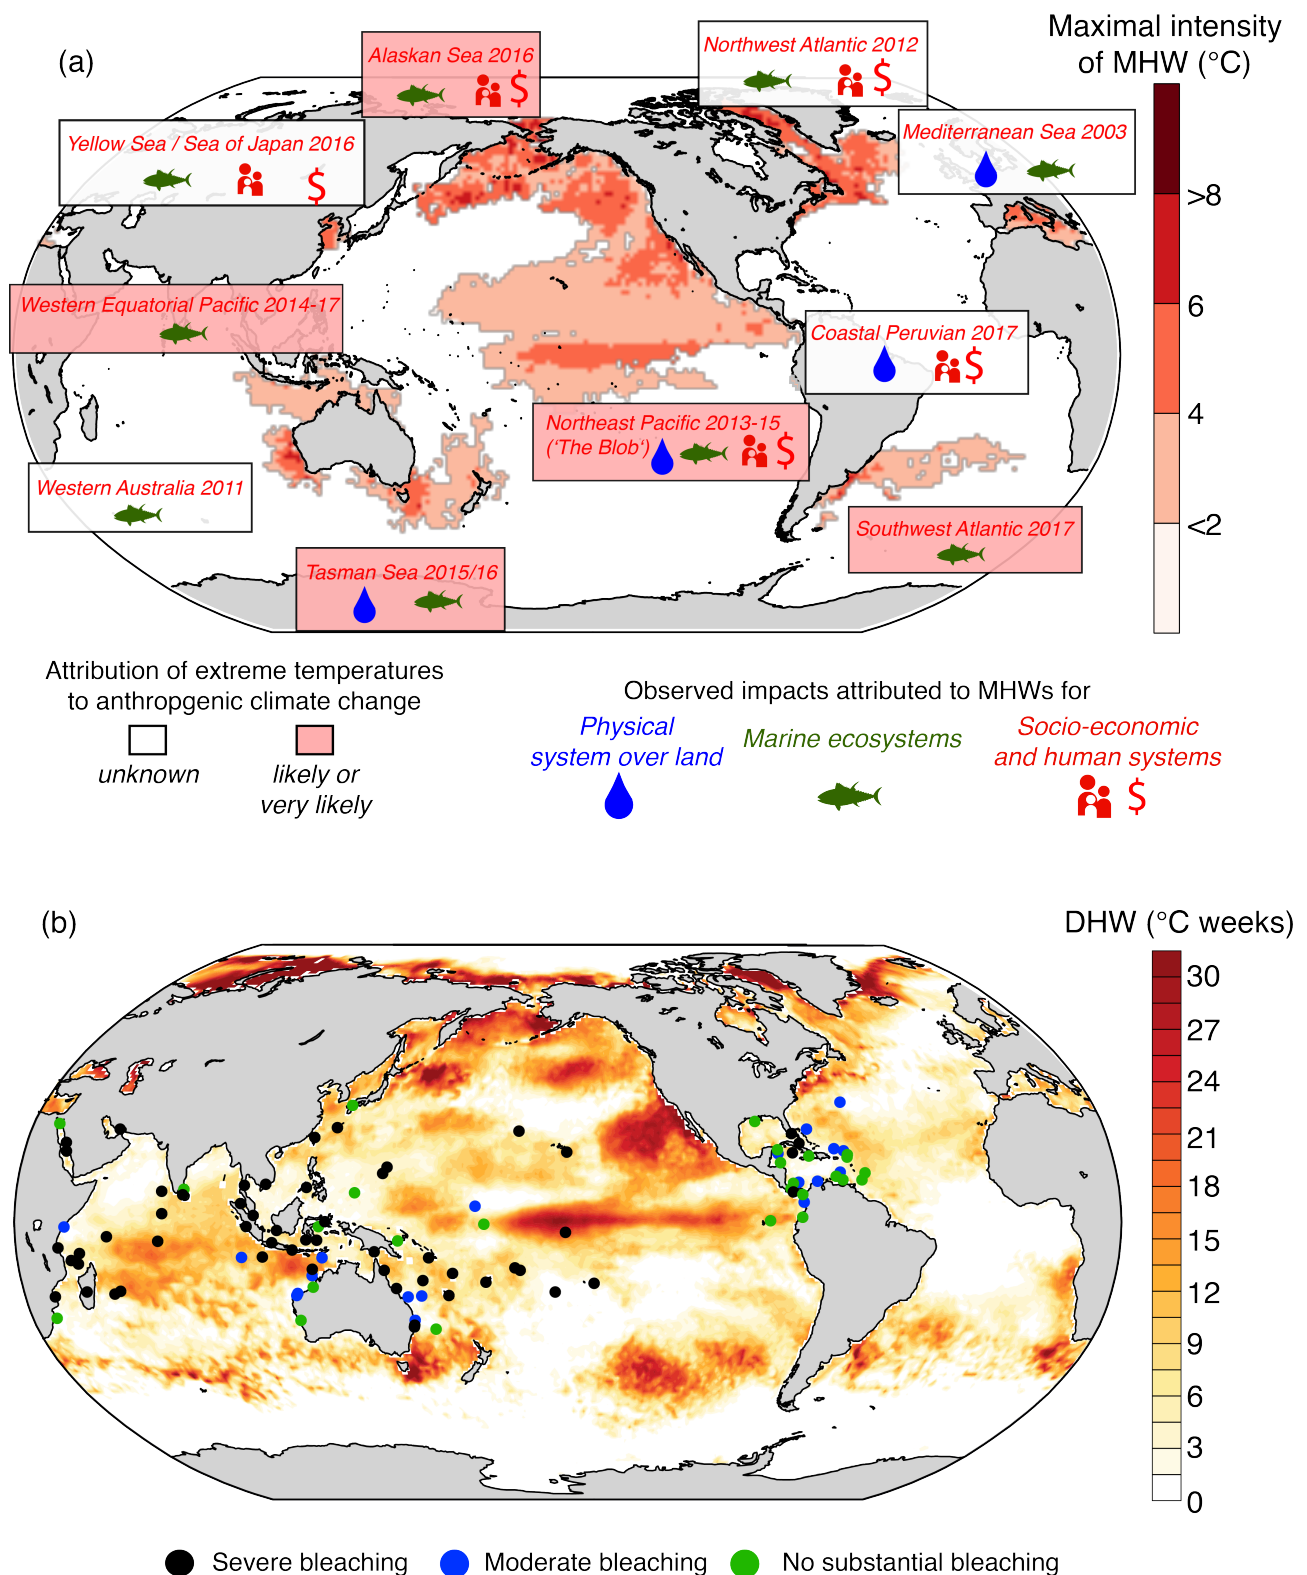 (a)
Maximal intensity
of MHW (°C)
Alaskan Sea 2016
$
Northwest Atlantic 2012
$
Yellow Sea / Sea of Japan 2016
$
Mediterranean Sea 2003
>8
6
4
<2
Western Equatorial Pacific 2014-17
Coastal Peruvian 2017
$
Northeast Pacific 2013-15
('The Blob')
$
Western Australia 2011
Southwest Atlantic 2017
Tasman Sea 2015/16
Attribution of extreme temperatures
to anthropgenic climate change
unknown
likely or
very likely
Observed impacts attributed to MHWs for
Physical
system over land
Marine ecosystems
Socio-economic
and human systems
$
(b)
DHW (°C weeks)
30
27
24
21
18
15
12
9
6
3
0
Severe bleaching
Moderate bleaching
No substantial bleaching